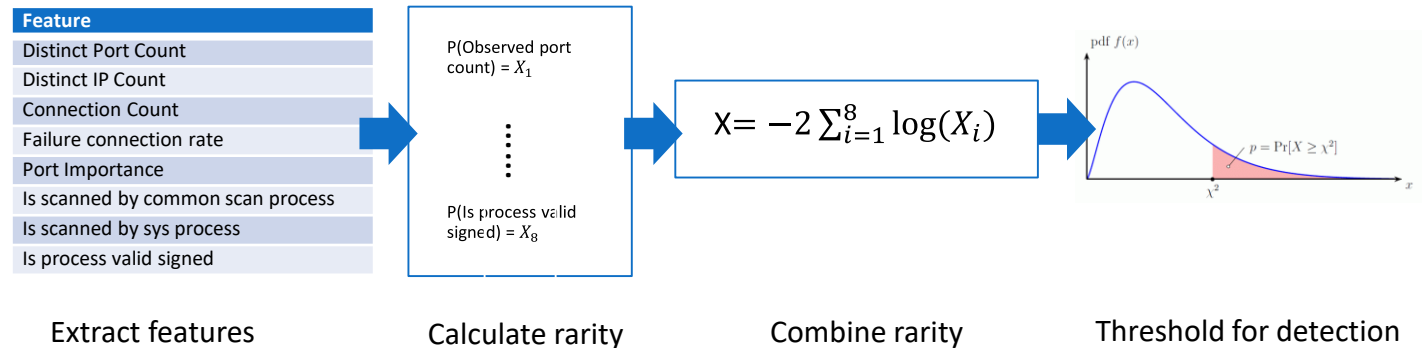 Feature
Distinct Port Count
Distinct IP Count
Connection Count
Failure connection rate
Port Importance
Is scanned by common scan process
Is scanned by sys process
Is process valid signed
P(Observed port
count) = X₁
P(Is process valid
signed) = X₈
X= −2 ∑⁸ᵢ₌₁ log(Xᵢ)
pdf f(x)
p = Pr[X ≥ χ²]
χ²
x
Extract features
Calculate rarity
Combine rarity
Threshold for detection